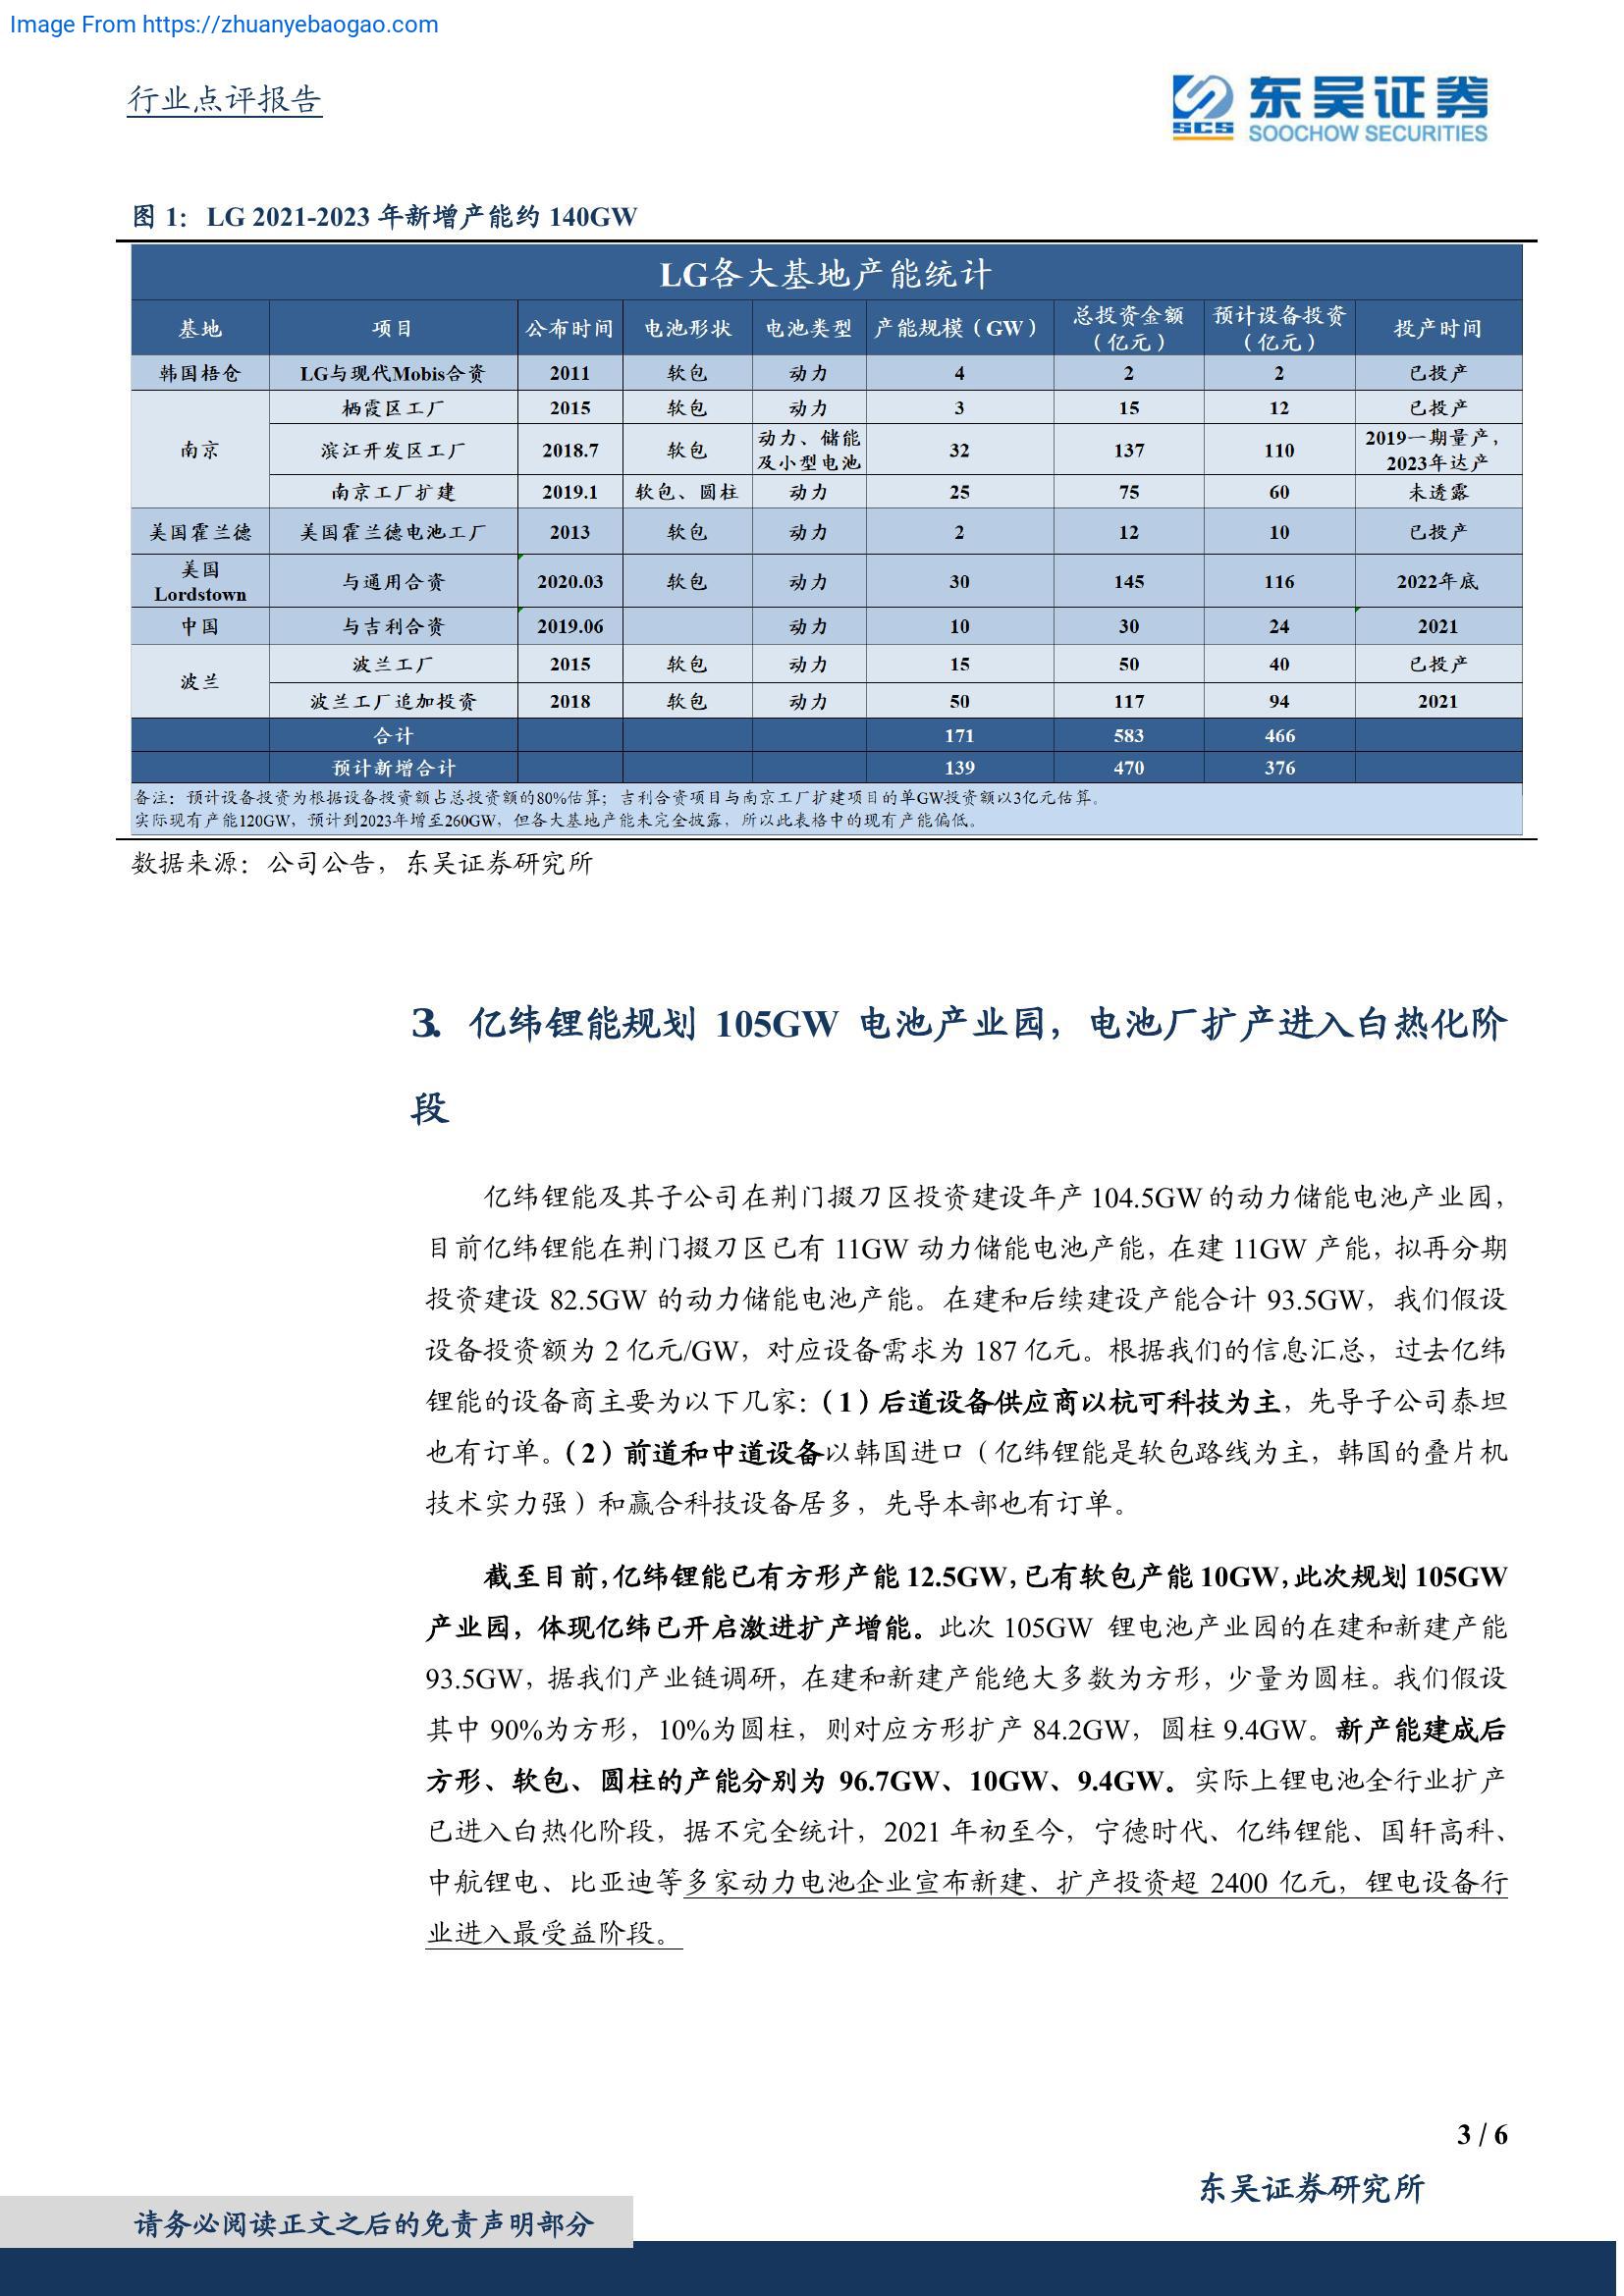 Image From https://zhuanyebaogao.com
行业点评报告
SCS
东吴证券
SOOCHOW SECURITIES
图 1： LG 2021-2023 年新增产能约 140GW
LG各大基地产能统计
基地 项目 公布时间 电池形状 电池类型 产能规模（GW） 总投资金额（亿元） 预计设备投资（亿元） 投产时间
韩国梧仓 LG与现代Mobis合资 2011 软包 动力 4 2 2 已投产
南京 栖霞区工厂 2015 软包 动力 3 15 12 已投产
滨江开发区工厂 2018.7 软包 动力、储能及小型电池 32 137 110 2019一期量产，2023年达产
南京工厂扩建 2019.1 软包、圆柱 动力 25 75 60 未透露
美国霍兰德 美国霍兰德电池工厂 2013 软包 动力 2 12 10 已投产
美国Lordstown 与通用合资 2020.03 软包 动力 30 145 116 2022年底
中国 与吉利合资 2019.06 动力 10 30 24 2021
波兰 波兰工厂 2015 软包 动力 15 50 40 已投产
波兰工厂追加投资 2018 软包 动力 50 117 94 2021
合计 171 583 466
预计新增合计 139 470 376
备注：预计设备投资为根据设备投资额占总投资额的80%估算；吉利合资项目与南京工厂扩建项目的单GW投资额以3亿元估算。
实际现有产能120GW，预计到2023年增至260GW，但各大基地产能未完全披露，所以此表格中的现有产能偏低。
数据来源：公司公告，东吴证券研究所
3. 亿纬锂能规划 105GW 电池产业园，电池厂扩产进入白热化阶
段
亿纬锂能及其子公司在荆门掇刀区投资建设年产 104.5GW 的动力储能电池产业园，
目前亿纬锂能在荆门掇刀区已有 11GW 动力储能电池产能，在建 11GW 产能，拟再分期
投资建设 82.5GW 的动力储能电池产能。在建和后续建设产能合计 93.5GW，我们假设
设备投资额为 2 亿元/GW，对应设备需求为 187 亿元。根据我们的信息汇总，过去亿纬
锂能的设备商主要为以下几家：（1）后道设备供应商以杭可科技为主，先导子公司泰坦
也有订单。（2）前道和中道设备以韩国进口（亿纬锂能是软包路线为主，韩国的叠片机
技术实力强）和赢合科技设备居多，先导本部也有订单。
截至目前，亿纬锂能已有方形产能 12.5GW，已有软包产能 10GW，此次规划 105GW
产业园，体现亿纬已开启激进扩产增能。此次 105GW 锂电池产业园的在建和新建产能
93.5GW，据我们产业链调研，在建和新建产能绝大多数为方形，少量为圆柱。我们假设
其中 90%为方形，10%为圆柱，则对应方形扩产 84.2GW，圆柱 9.4GW。新产能建成后
方形、软包、圆柱的产能分别为 96.7GW、10GW、9.4GW。实际上锂电池全行业扩产
已进入白热化阶段，据不完全统计，2021 年初至今，宁德时代、亿纬锂能、国轩高科、
中航锂电、比亚迪等多家动力电池企业宣布新建、扩产投资超 2400 亿元，锂电设备行
业进入最受益阶段。
3 / 6
东吴证券研究所
请务必阅读正文之后的免责声明部分